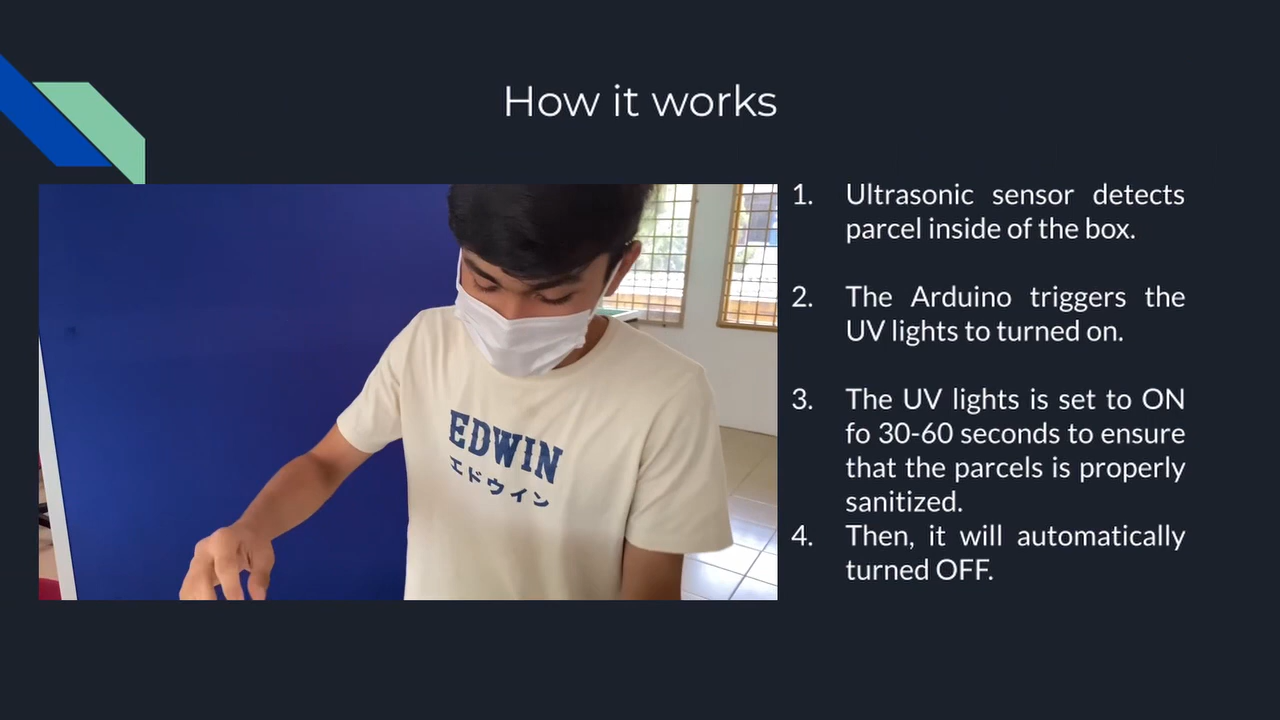 How it works
EDWIN
エドウイン
1. Ultrasonic sensor detects
parcel inside of the box.
2. The Arduino triggers the
UV lights to turned on.
3. The UV lights is set to ON
fo 30-60 seconds to ensure
that the parcels is properly
sanitized.
4. Then, it will automatically
turned OFF.